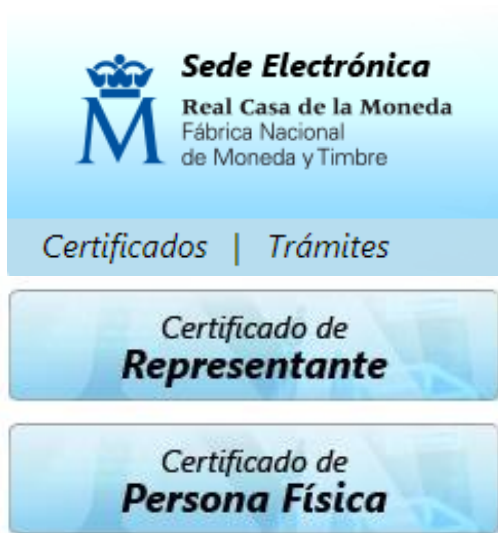 Sede Electrónica
Real Casa de la Moneda
Fábrica Nacional
de Moneda y Timbre
Certificados | Trámites
Certificado de
Representante
Certificado de
Persona Física